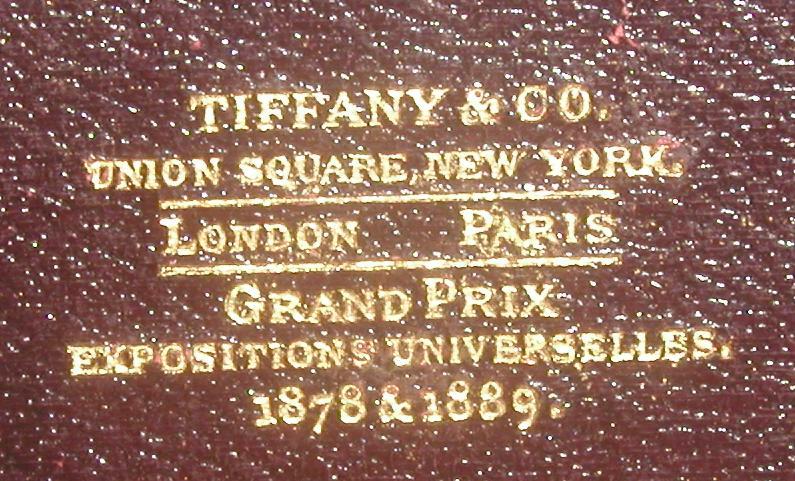 TIFFANY & CO.
UNION SQUARE, NEW YORK.
LONDON PARIS
GRAND PRIX
EXPOSITIONS UNIVERSELLES.
1878 & 1889.